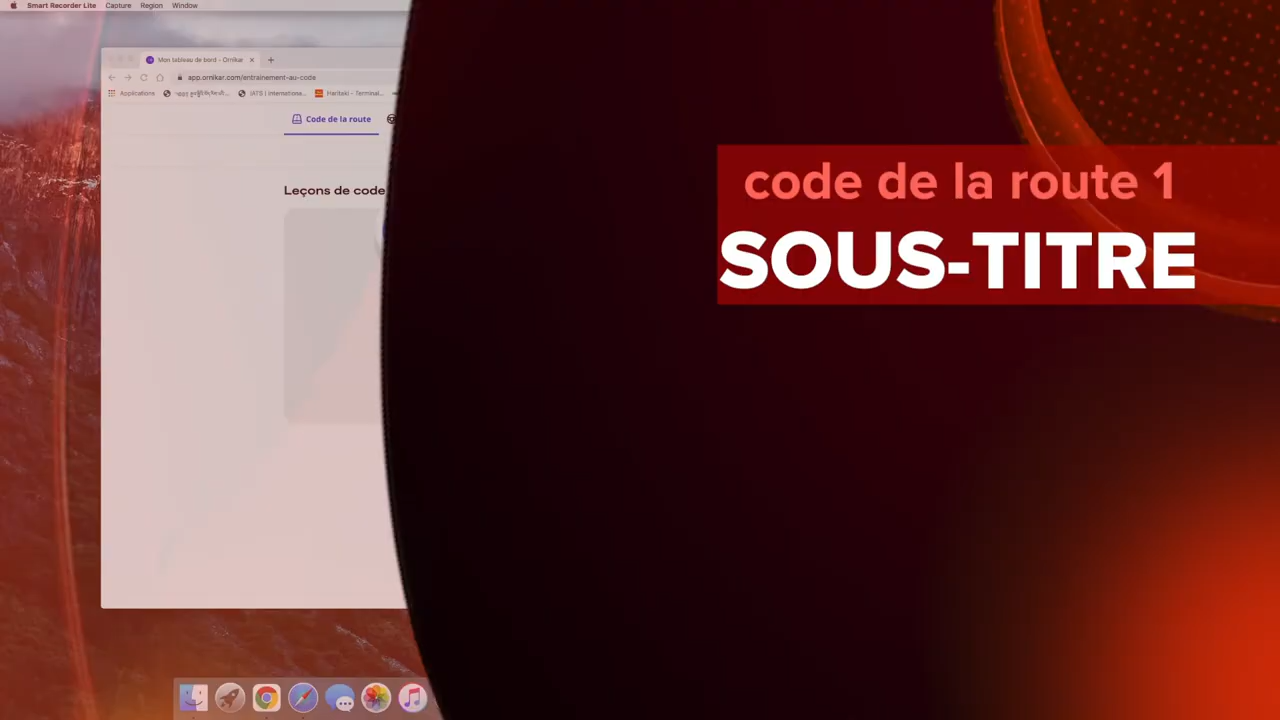 Smart Recorder Lite Capture Region Window
Mon tableau de bord - Ornikar
app.ornikar.com/entrainement-au-code
Applications
IATS | Internationa...
Haritaki - Terminal...
Code de la route
Leçons de code
code de la route 1
SOUS-TITRE